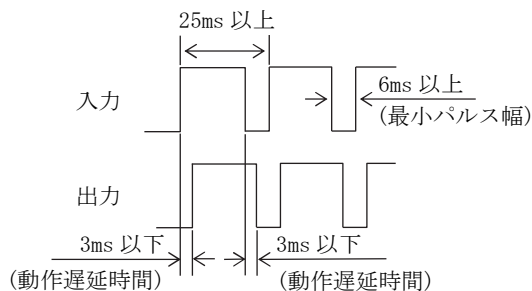 25ms 以上
入力
6ms 以上
(最小パルス幅)
出力
3ms 以下
3ms 以下
(動作遅延時間)
(動作遅延時間)